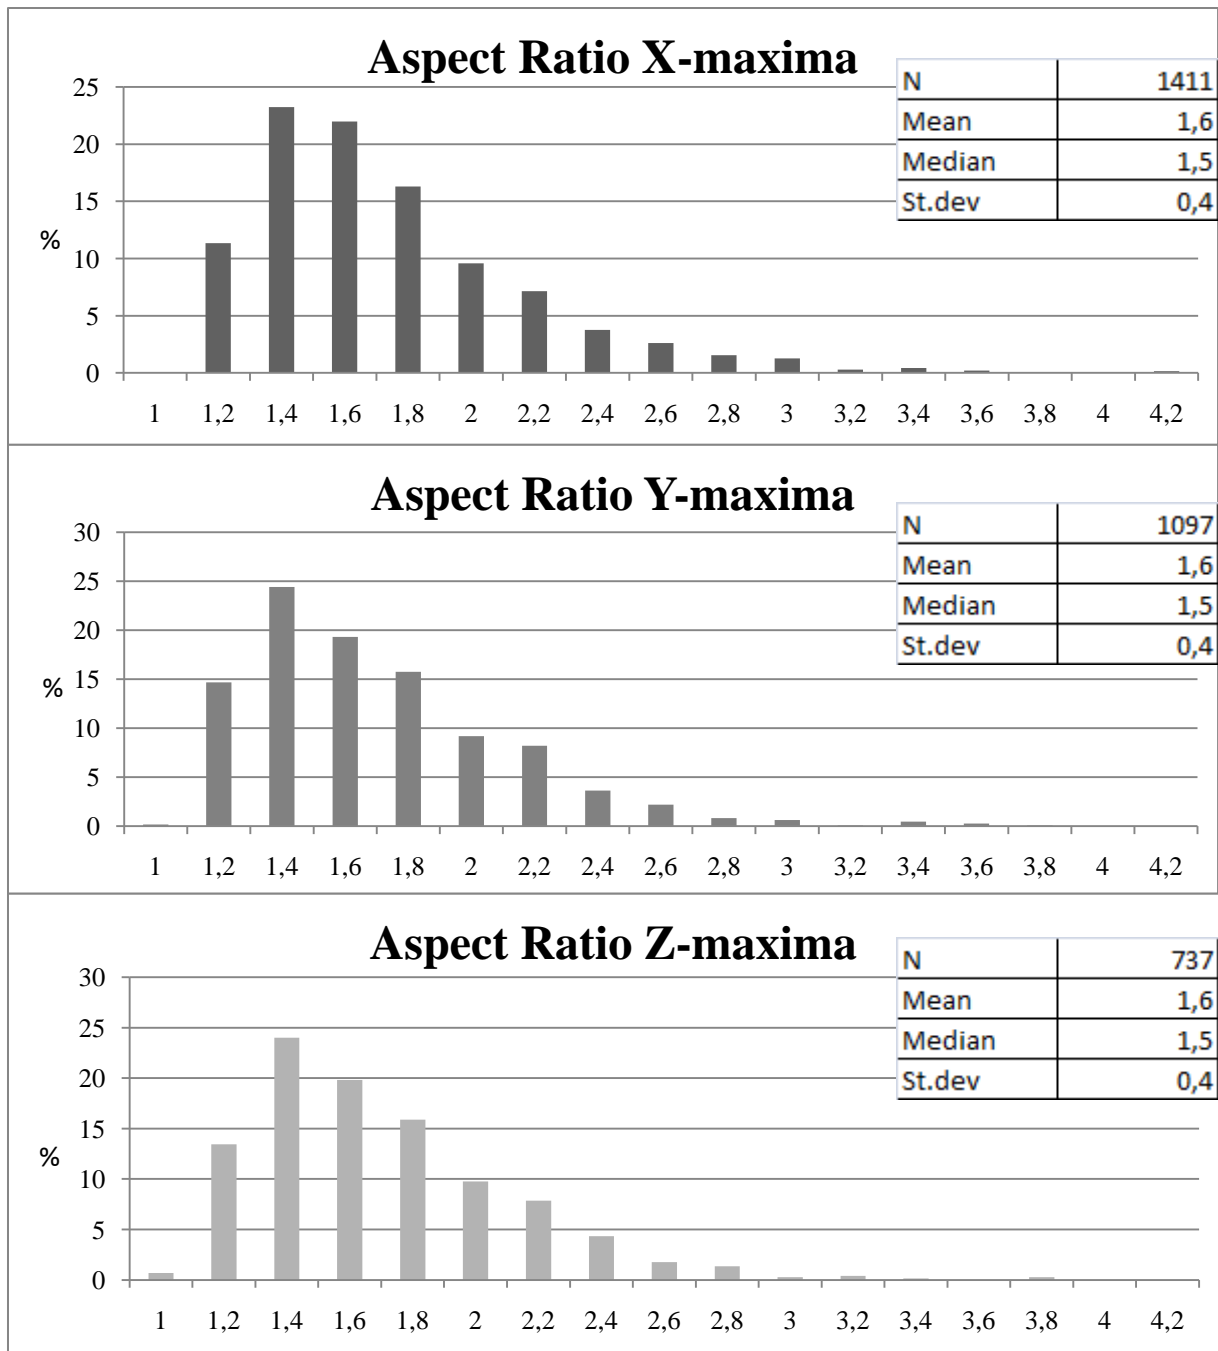 Aspect Ratio X-maxima
N 1411
Mean 1,6
Median 1,5
St.dev 0,4
25
20
15
%
10
5
0
1 1,2 1,4 1,6 1,8 2 2,2 2,4 2,6 2,8 3 3,2 3,4 3,6 3,8 4 4,2
Aspect Ratio Y-maxima
N 1097
Mean 1,6
Median 1,5
St.dev 0,4
30
25
20
15
%
10
5
0
1 1,2 1,4 1,6 1,8 2 2,2 2,4 2,6 2,8 3 3,2 3,4 3,6 3,8 4 4,2
Aspect Ratio Z-maxima
N 737
Mean 1,6
Median 1,5
St.dev 0,4
30
25
20
15
%
10
5
0
1 1,2 1,4 1,6 1,8 2 2,2 2,4 2,6 2,8 3 3,2 3,4 3,6 3,8 4 4,2